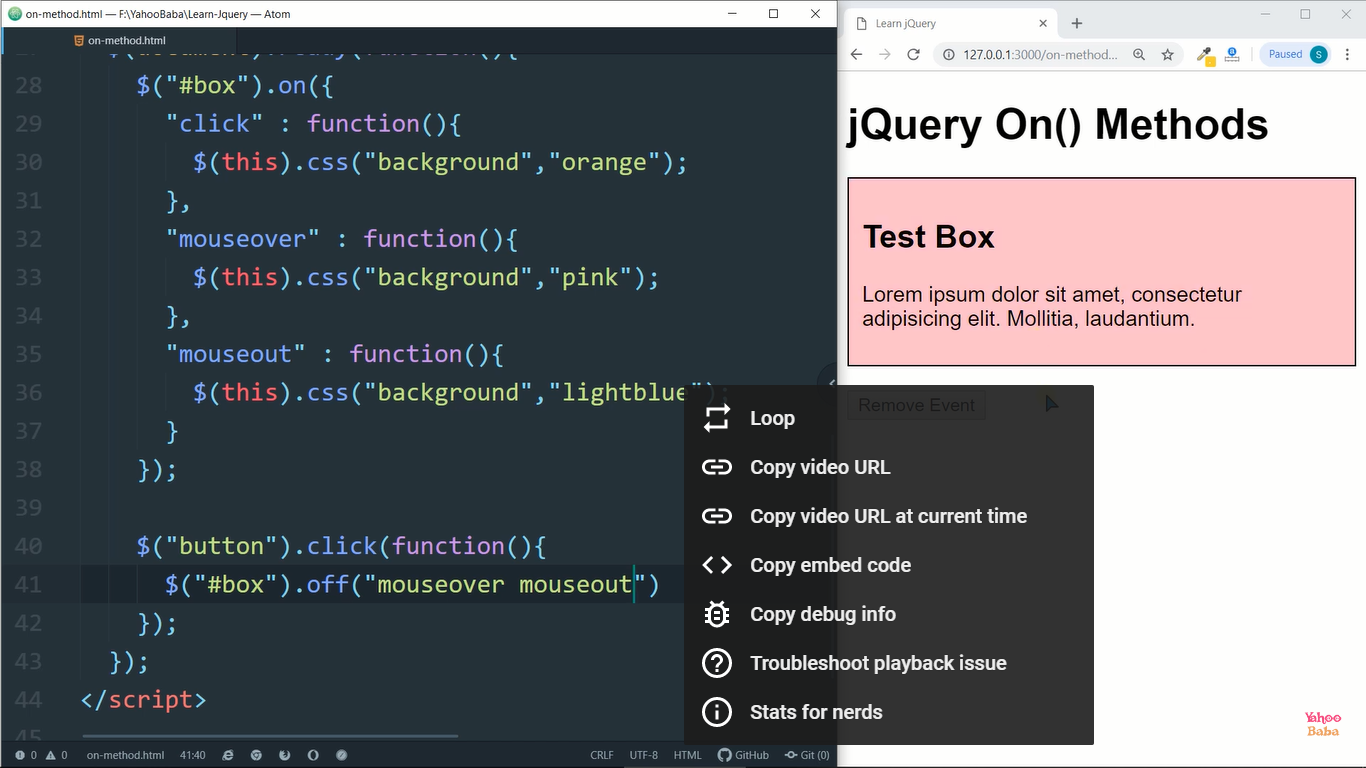 on-method.html — F:\YahooBaba\Learn-Jquery — Atom
on-method.html
28 $("#box").on({
29 "click" : function(){
30 $(this).css("background","orange");
31 },
32 "mouseover" : function(){
33 $(this).css("background","pink");
34 },
35 "mouseout" : function(){
36 $(this).css("background","lightblue");
37 }
38 });
39
40 $("button").click(function(){
41 $("#box").off("mouseover mouseout")
42 });
43 });
44 </script>
45
0 0 on-method.html 41:40 CRLF UTF-8 HTML GitHub Git (0)
Learn jQuery
127.0.0.1:3000/on-method... Paused S
jQuery On() Methods
Test Box
Lorem ipsum dolor sit amet, consectetur
adipisicing elit. Mollitia, laudantium.
Remove Event
Loop
Copy video URL
Copy video URL at current time
Copy embed code
Copy debug info
Troubleshoot playback issue
Stats for nerds
Yahoo
Baba